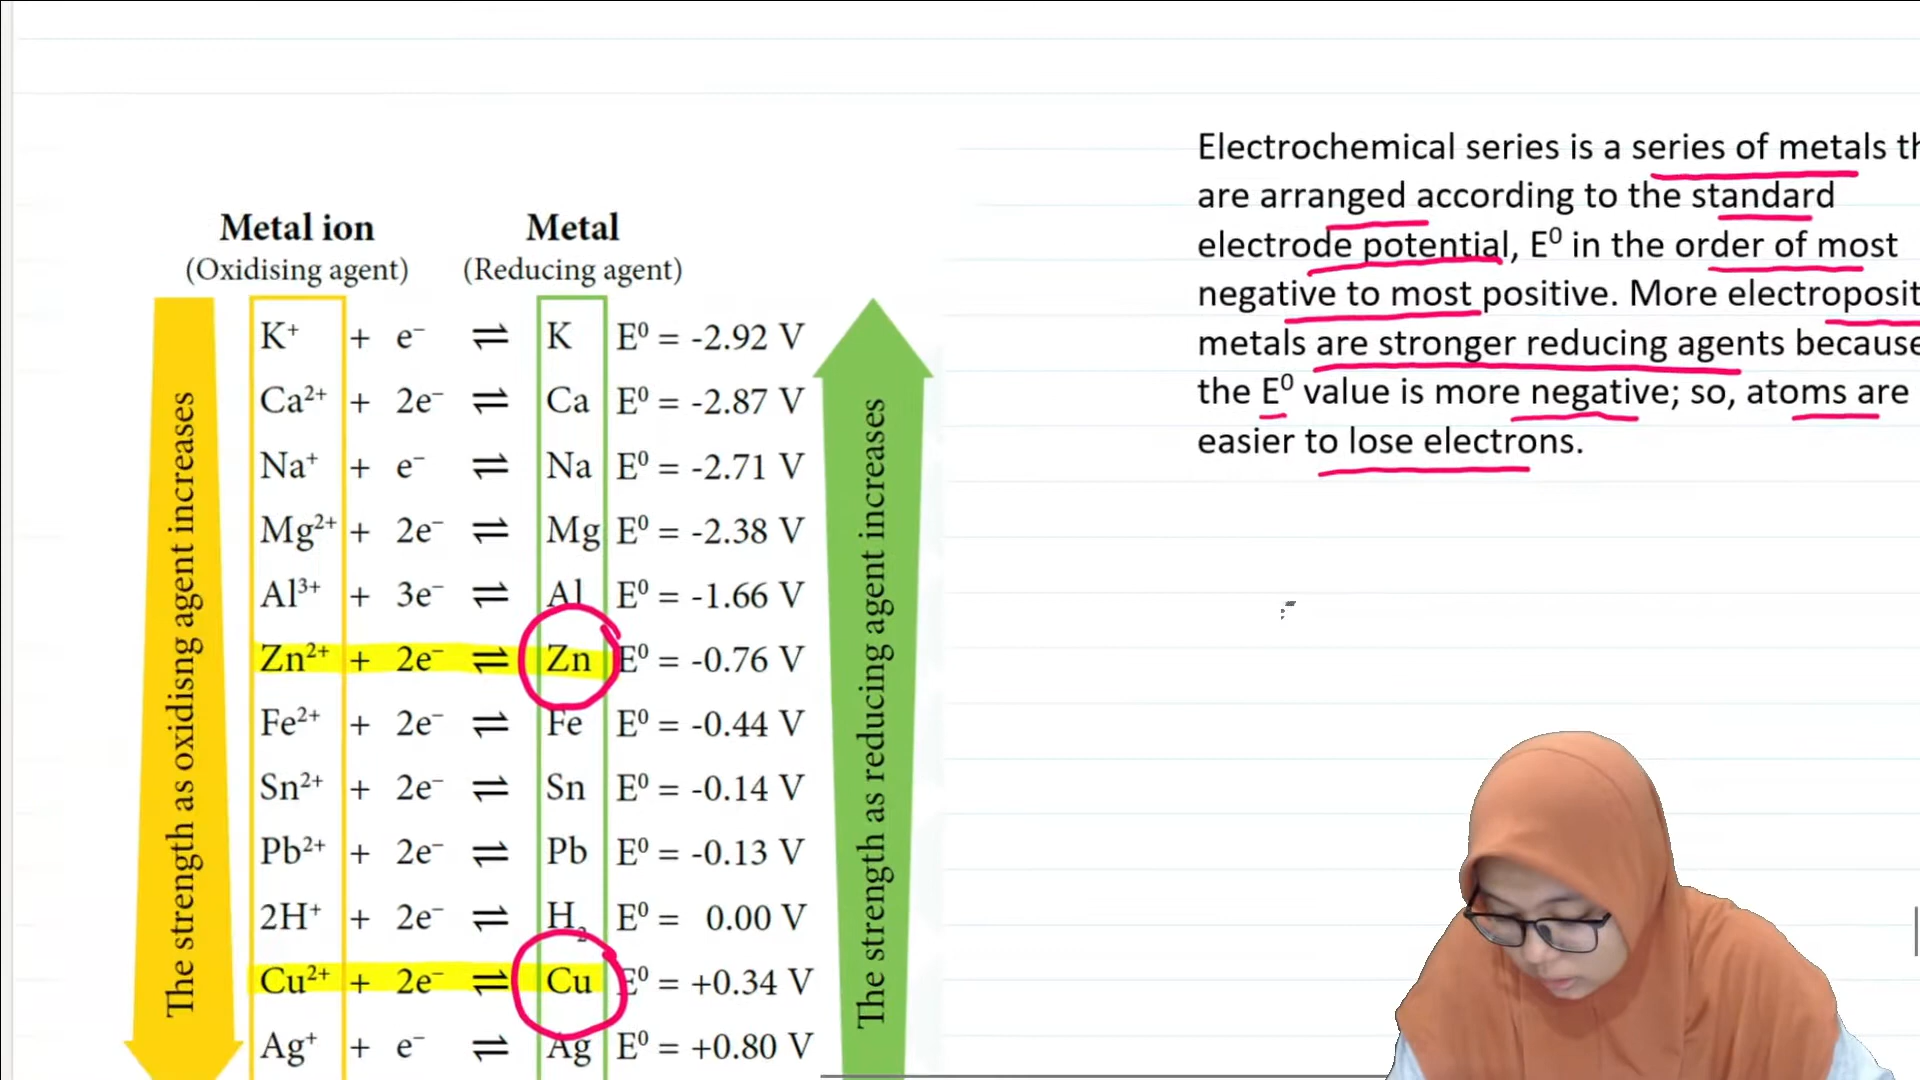 Metal ion Metal
(Oxidising agent) (Reducing agent)
K⁺ + e⁻ ⇌ K E⁰ = -2.92 V
Ca²⁺ + 2e⁻ ⇌ Ca E⁰ = -2.87 V
Na⁺ + e⁻ ⇌ Na E⁰ = -2.71 V
Mg²⁺ + 2e⁻ ⇌ Mg E⁰ = -2.38 V
Al³⁺ + 3e⁻ ⇌ Al E⁰ = -1.66 V
Zn²⁺ + 2e⁻ ⇌ Zn E⁰ = -0.76 V
Fe²⁺ + 2e⁻ ⇌ Fe E⁰ = -0.44 V
Sn²⁺ + 2e⁻ ⇌ Sn E⁰ = -0.14 V
Pb²⁺ + 2e⁻ ⇌ Pb E⁰ = -0.13 V
2H⁺ + 2e⁻ ⇌ H₂ E⁰ = 0.00 V
Cu²⁺ + 2e⁻ ⇌ Cu E⁰ = +0.34 V
Ag⁺ + e⁻ ⇌ Ag E⁰ = +0.80 V
The strength as oxidisng agent increases
The strength as reducing agent increases
Electrochemical series is a series of metals th
are arranged according to the standard
electrode potential, E⁰ in the order of most
negative to most positive. More electroposit
metals are stronger reducing agents because
the E⁰ value is more negative; so, atoms are
easier to lose electrons.